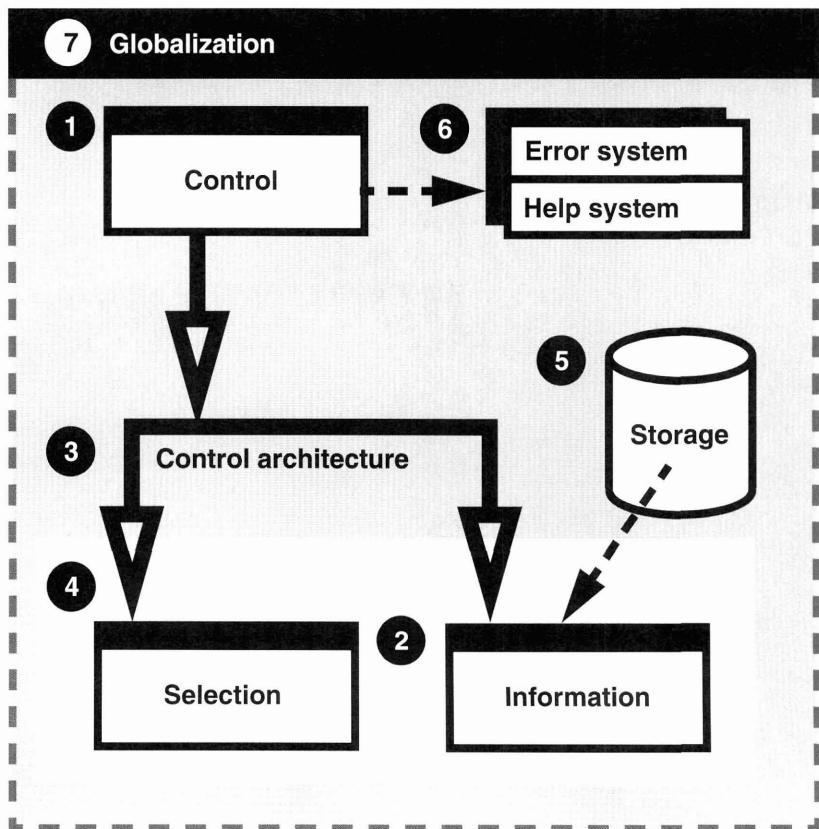 7 Globalization
1
Control
6
Error system
Help system
5
Storage
3
Control architecture
4
Selection
2
Information